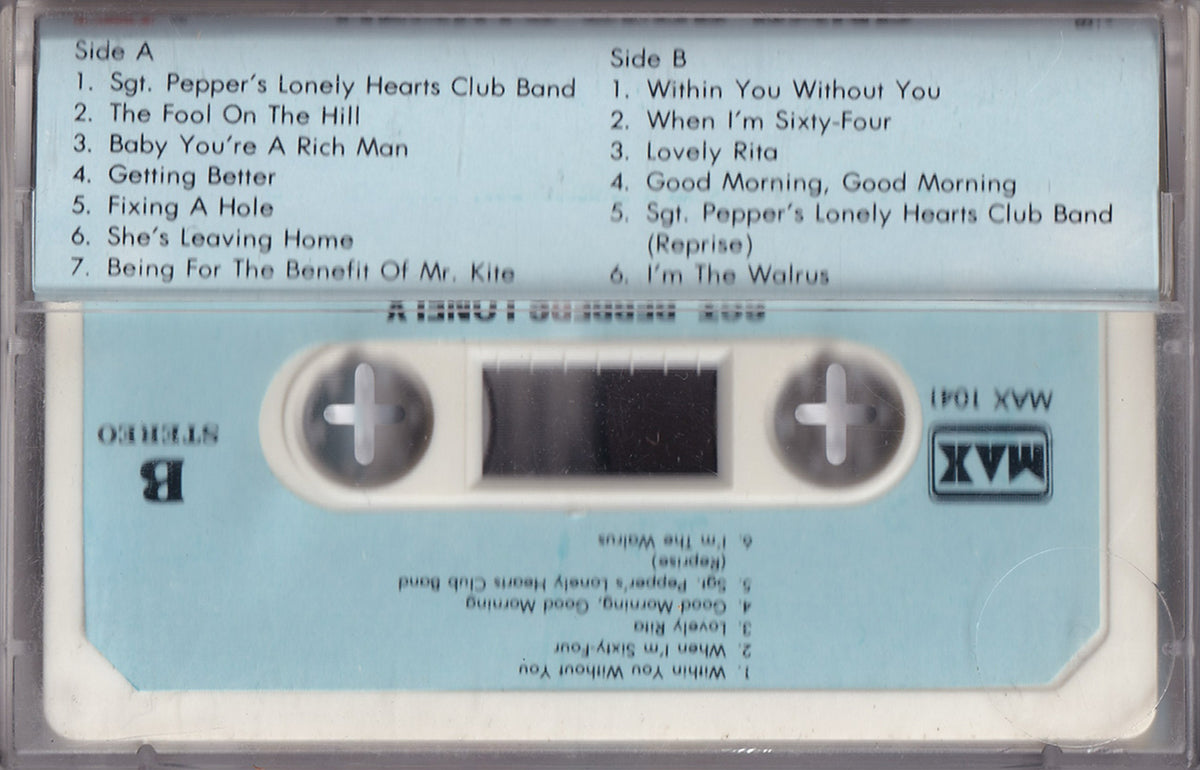 Side A
1. Sgt. Pepper's Lonely Hearts Club Band
2. The Fool On The Hill
3. Baby You're A Rich Man
4. Getting Better
5. Fixing A Hole
6. She's Leaving Home
7. Being For The Benefit Of Mr. Kite
Side B
1. Within You Without You
2. When I'm Sixty-Four
3. Lovely Rita
4. Good Morning, Good Morning
5. Sgt. Pepper's Lonely Hearts Club Band
(Reprise)
6. I'm The Walrus
SGT. PEPPERS LONELY
B
STEREO
MAX
MAX 1041
1. Within You Without You
2. When I'm Sixty-Four
3. Lovely Rita
4. Good Morning, Good Morning
5. Sgt. Pepper's Lonely Hearts Club Band
(Reprise)
6. I'm The Walrus